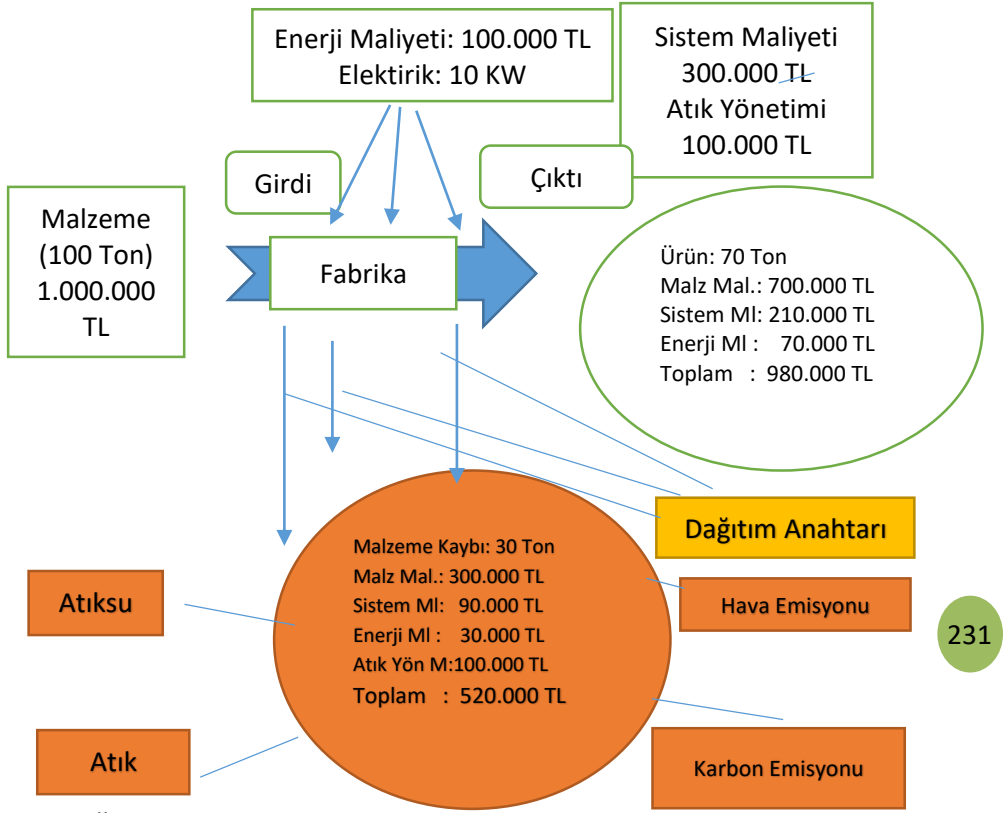 Enerji Maliyeti: 100.000 TL
Elektirik: 10 KW
Sistem Maliyeti
300.000 TL
Atık Yönetimi
100.000 TL
Girdi
Çıktı
Malzeme
(100 Ton)
1.000.000
TL
Fabrika
Ürün: 70 Ton
Malz Mal.: 700.000 TL
Sistem Ml: 210.000 TL
Enerji Ml : 70.000 TL
Toplam : 980.000 TL
Dağıtım Anahtarı
Malzeme Kaybı: 30 Ton
Malz Mal.: 300.000 TL
Sistem Ml: 90.000 TL
Enerji Ml : 30.000 TL
Atık Yön M:100.000 TL
Toplam : 520.000 TL
Atıksu
Hava Emisyonu
231
Atık
Karbon Emisyonu